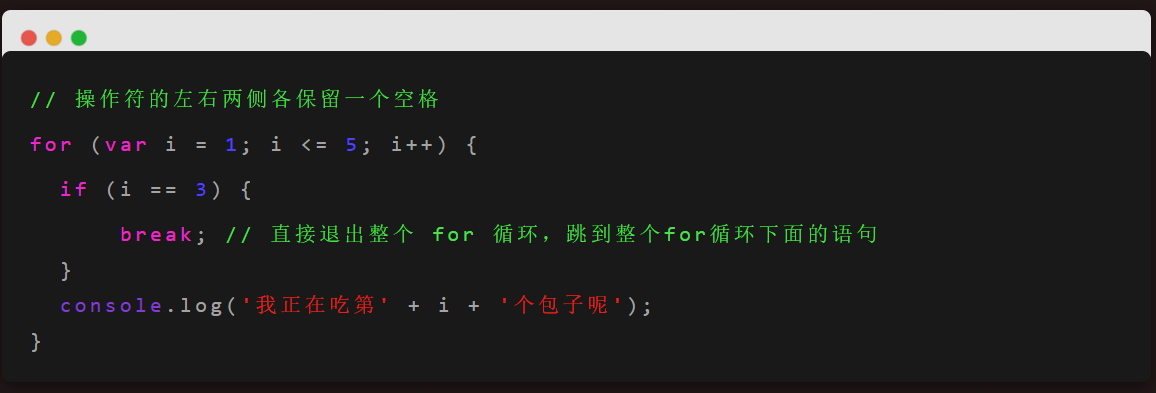 // 操作符的左右两侧各保留一个空格
for (var i = 1; i <= 5; i++) {
  if (i == 3) {
      break; // 直接退出整个 for 循环，跳到整个for循环下面的语句
  }
  console.log('我正在吃第' + i + '个包子呢');
}